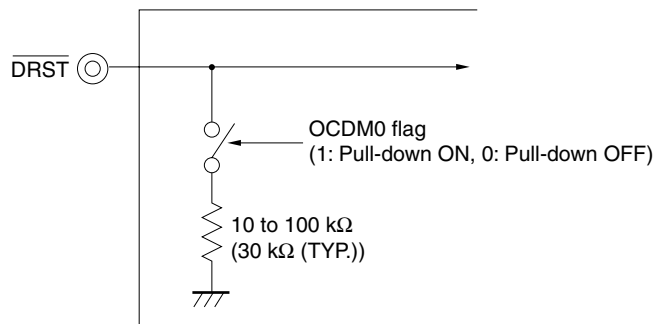 DRST
OCDM0 flag
(1: Pull-down ON, 0: Pull-down OFF)
10 to 100 kΩ
(30 kΩ (TYP.))